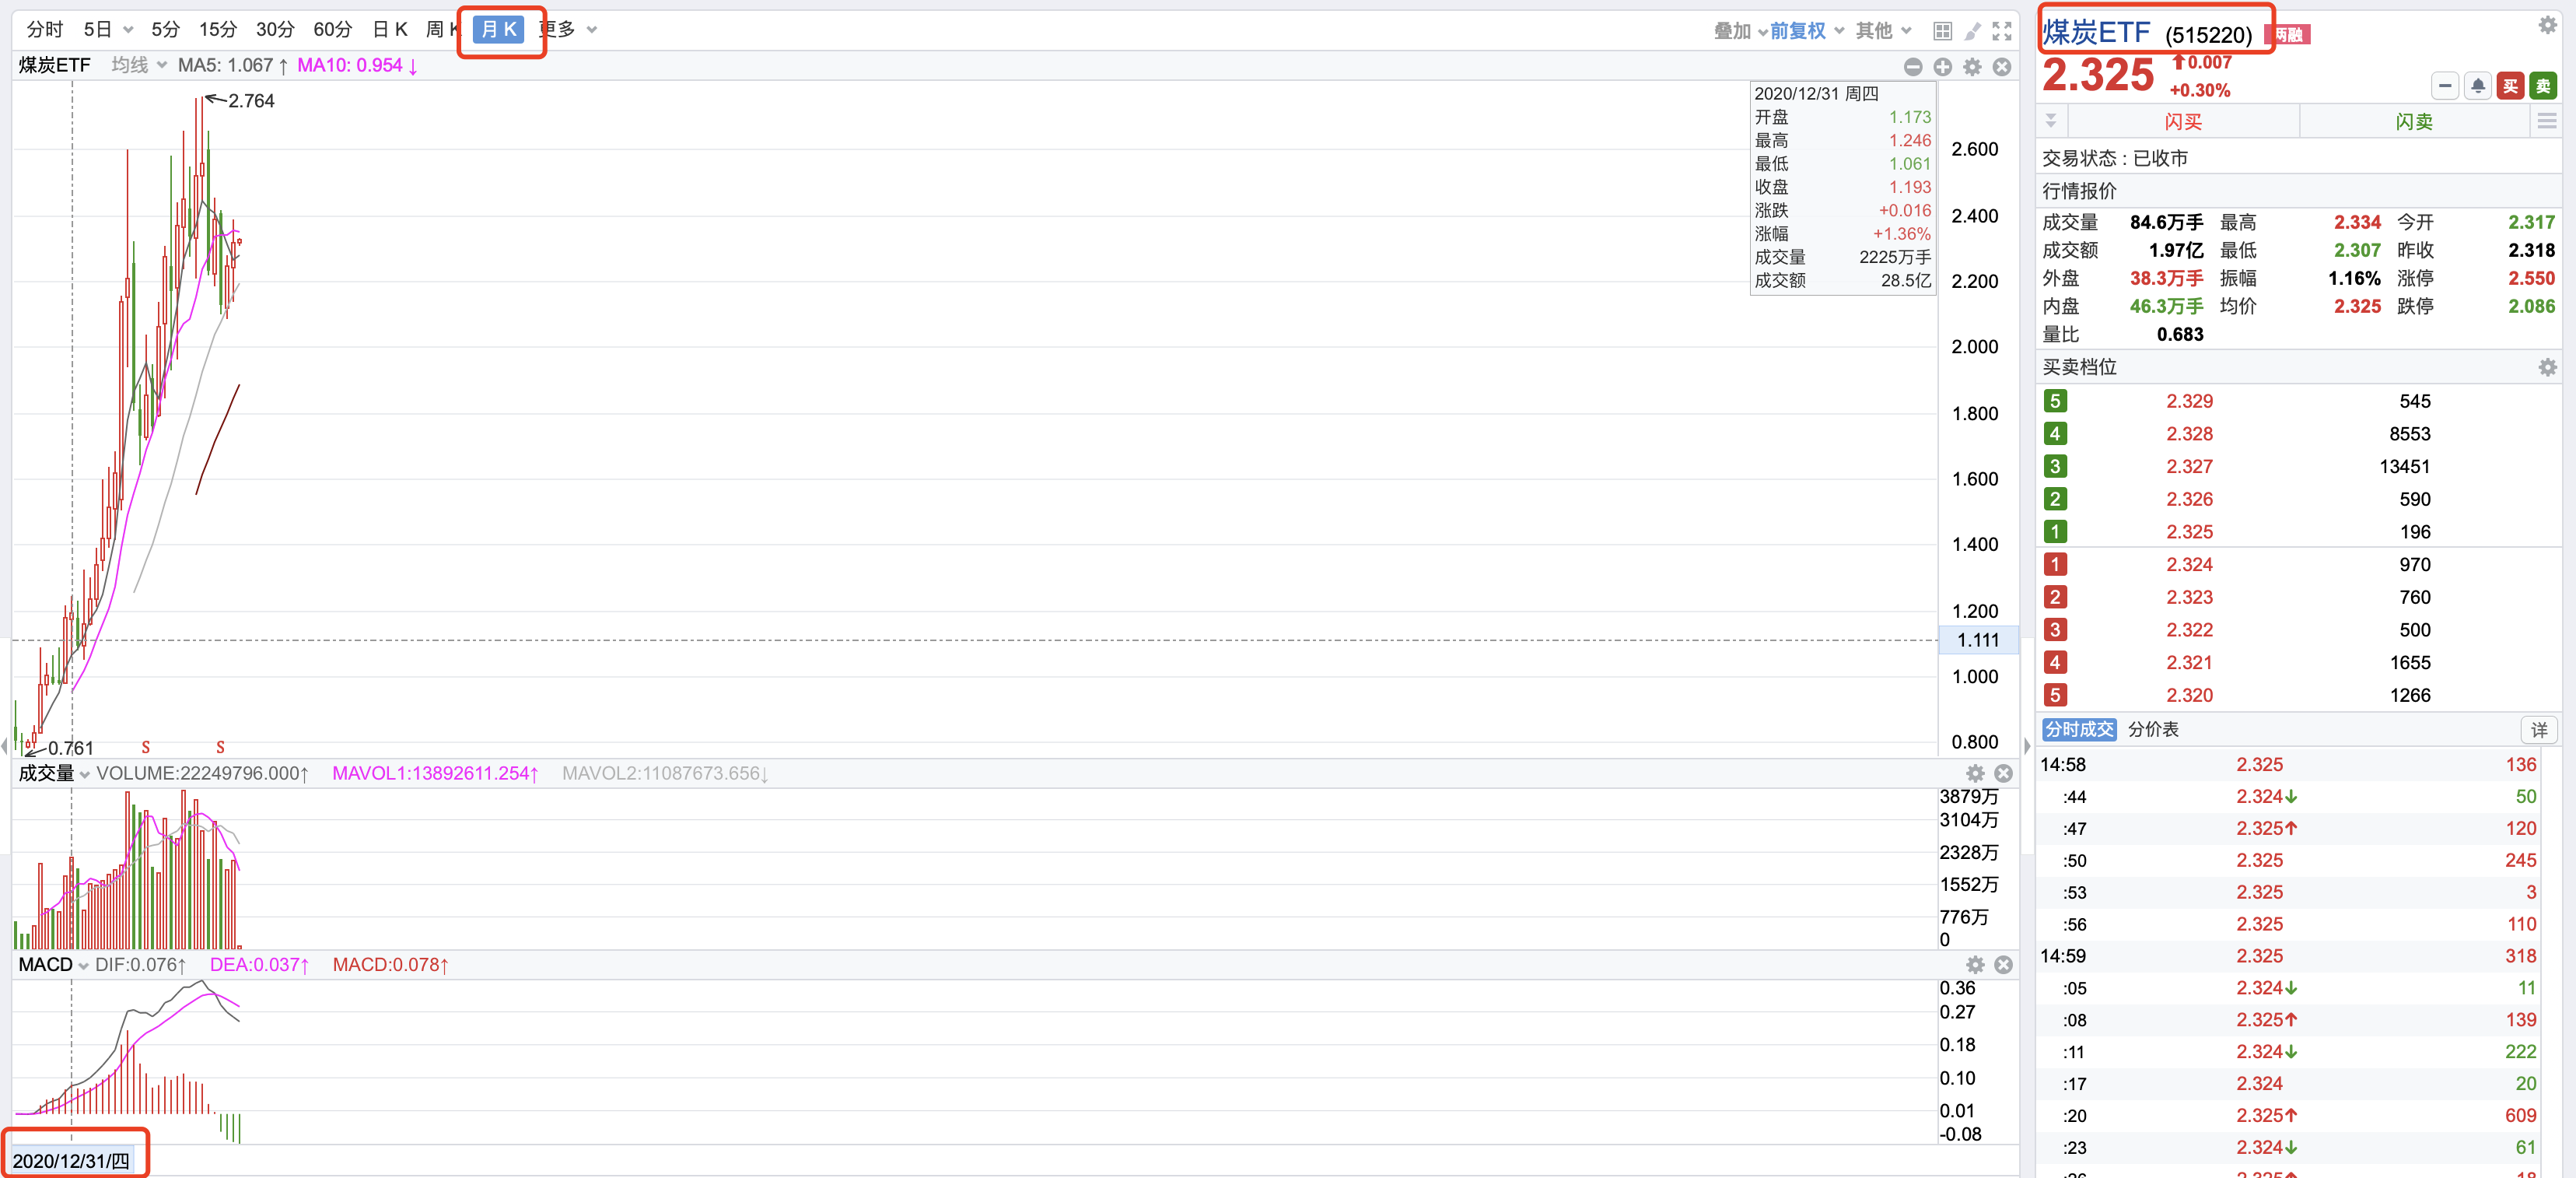 分时 5日 5分 15分 30分 60分 日 K 周 K 月 K 更多 叠加 前复权 其他
煤炭ETF 均线 MA5: 1.067↑ MA10: 0.954↓
2.764
2020/12/31 周四
开盘 1.173
最高 1.246
最低 1.061
收盘 1.193
涨跌 +0.016
涨幅 +1.36%
成交量 2225万手
成交额 28.5亿
2.600
2.400
2.200
2.000
1.800
1.600
1.400
1.200
1.111
1.000
0.800
0.761
S S
成交量 VOLUME:22249796.000↑ MAVOL1:13892611.254↑ MAVOL2:11087673.656↓
3879万
3104万
2328万
1552万
776万
0
MACD DIF:0.076↑ DEA:0.037↑ MACD:0.078↑
0.36
0.27
0.18
0.10
0.01
-0.08
2020/12/31/四
煤炭ETF (515220) 两融
2.325 ↑0.007
+0.30%
买 卖
闪买 闪卖
交易状态 : 已收市
行情报价
成交量 84.6万手 最高 2.334 今开 2.317
成交额 1.97亿 最低 2.307 昨收 2.318
外盘 38.3万手 振幅 1.16% 涨停 2.550
内盘 46.3万手 均价 2.325 跌停 2.086
量比 0.683
买卖档位
5 2.329 545
4 2.328 8553
3 2.327 13451
2 2.326 590
1 2.325 196
1 2.324 970
2 2.323 760
3 2.322 500
4 2.321 1655
5 2.320 1266
分时成交 分价表 详
14:58 2.325 136
:44 2.324↓ 50
:47 2.325↑ 120
:50 2.325 245
:53 2.325 3
:56 2.325 110
14:59 2.325 318
:05 2.324↓ 11
:08 2.325↑ 139
:11 2.324↓ 222
:17 2.324 20
:20 2.325↑ 609
:23 2.324↓ 61